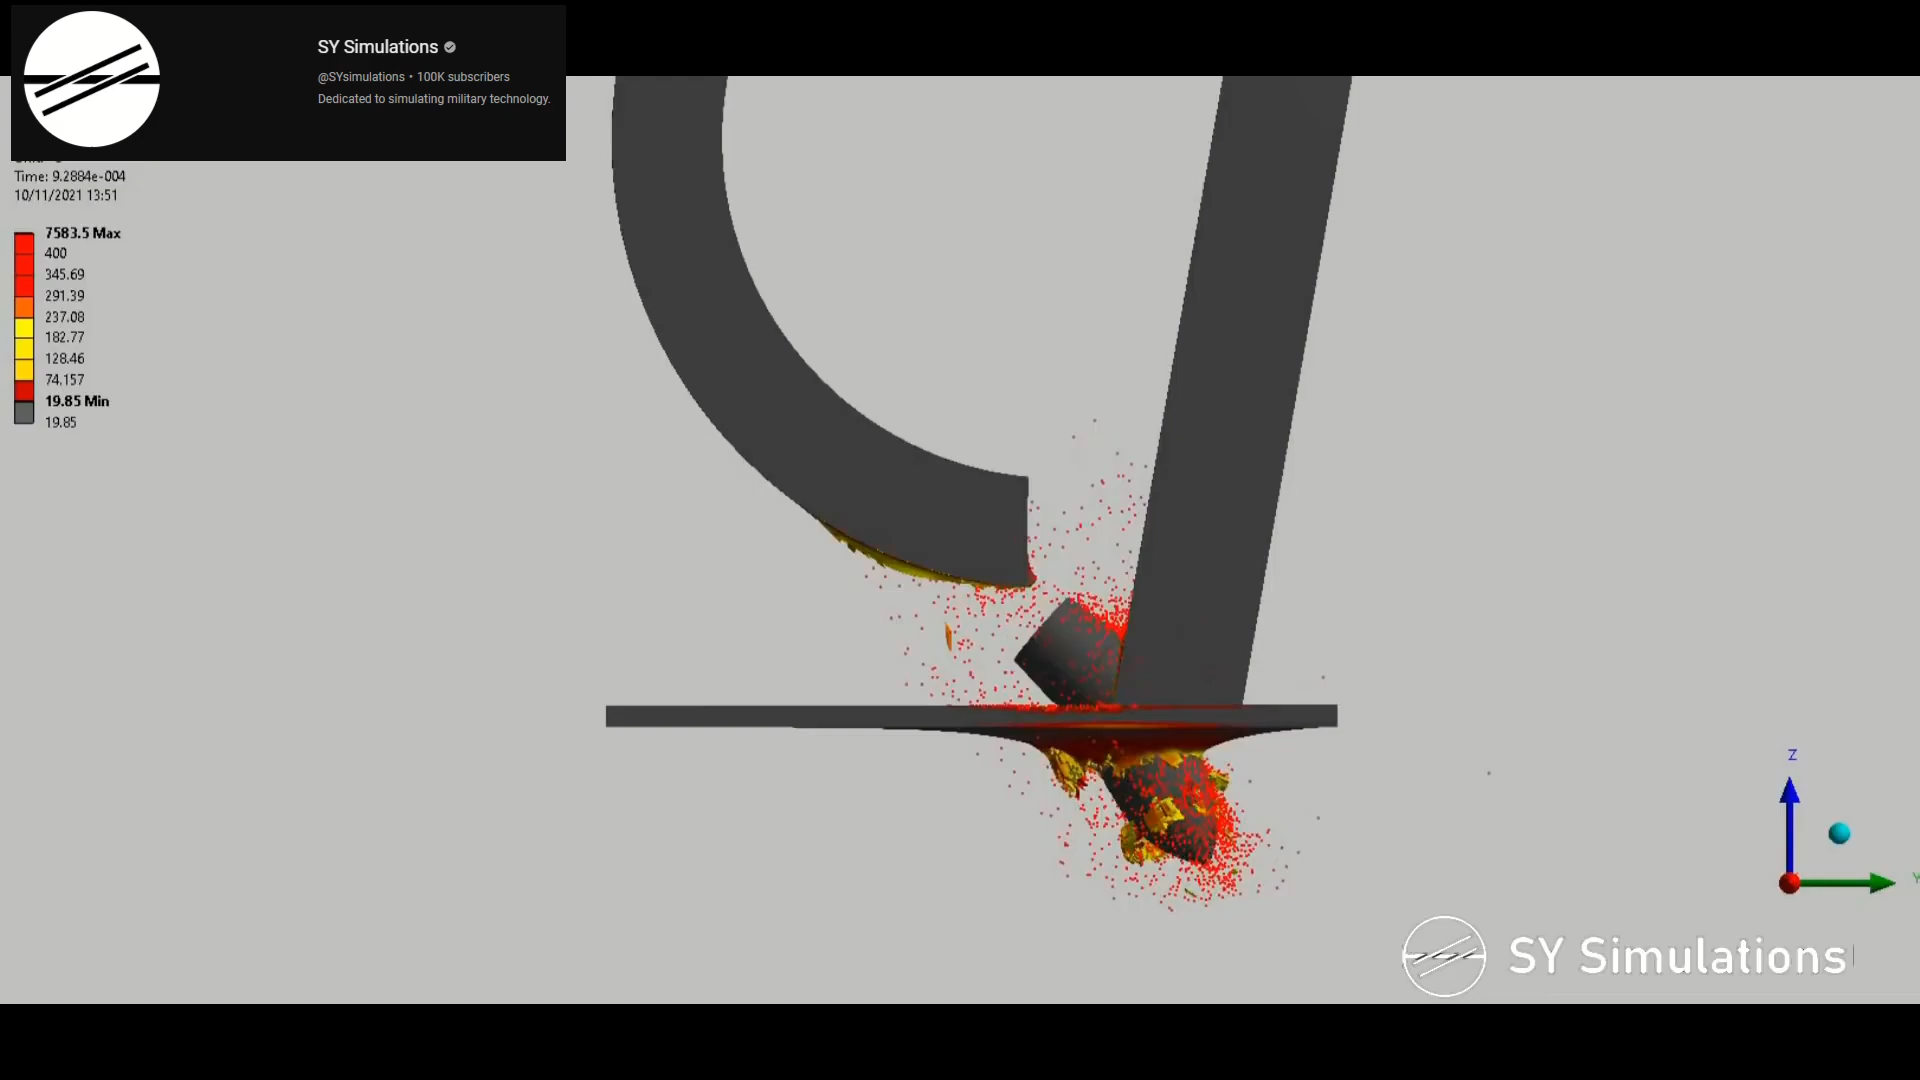 SY Simulations
@SYsimulations • 100K subscribers
Dedicated to simulating military technology.
Time: 9.2884e-004
10/11/2021 13:51
7583.5 Max
400
345.69
291.39
237.08
182.77
128.46
74.157
19.85 Min
19.85
Z
Y
SY Simulations